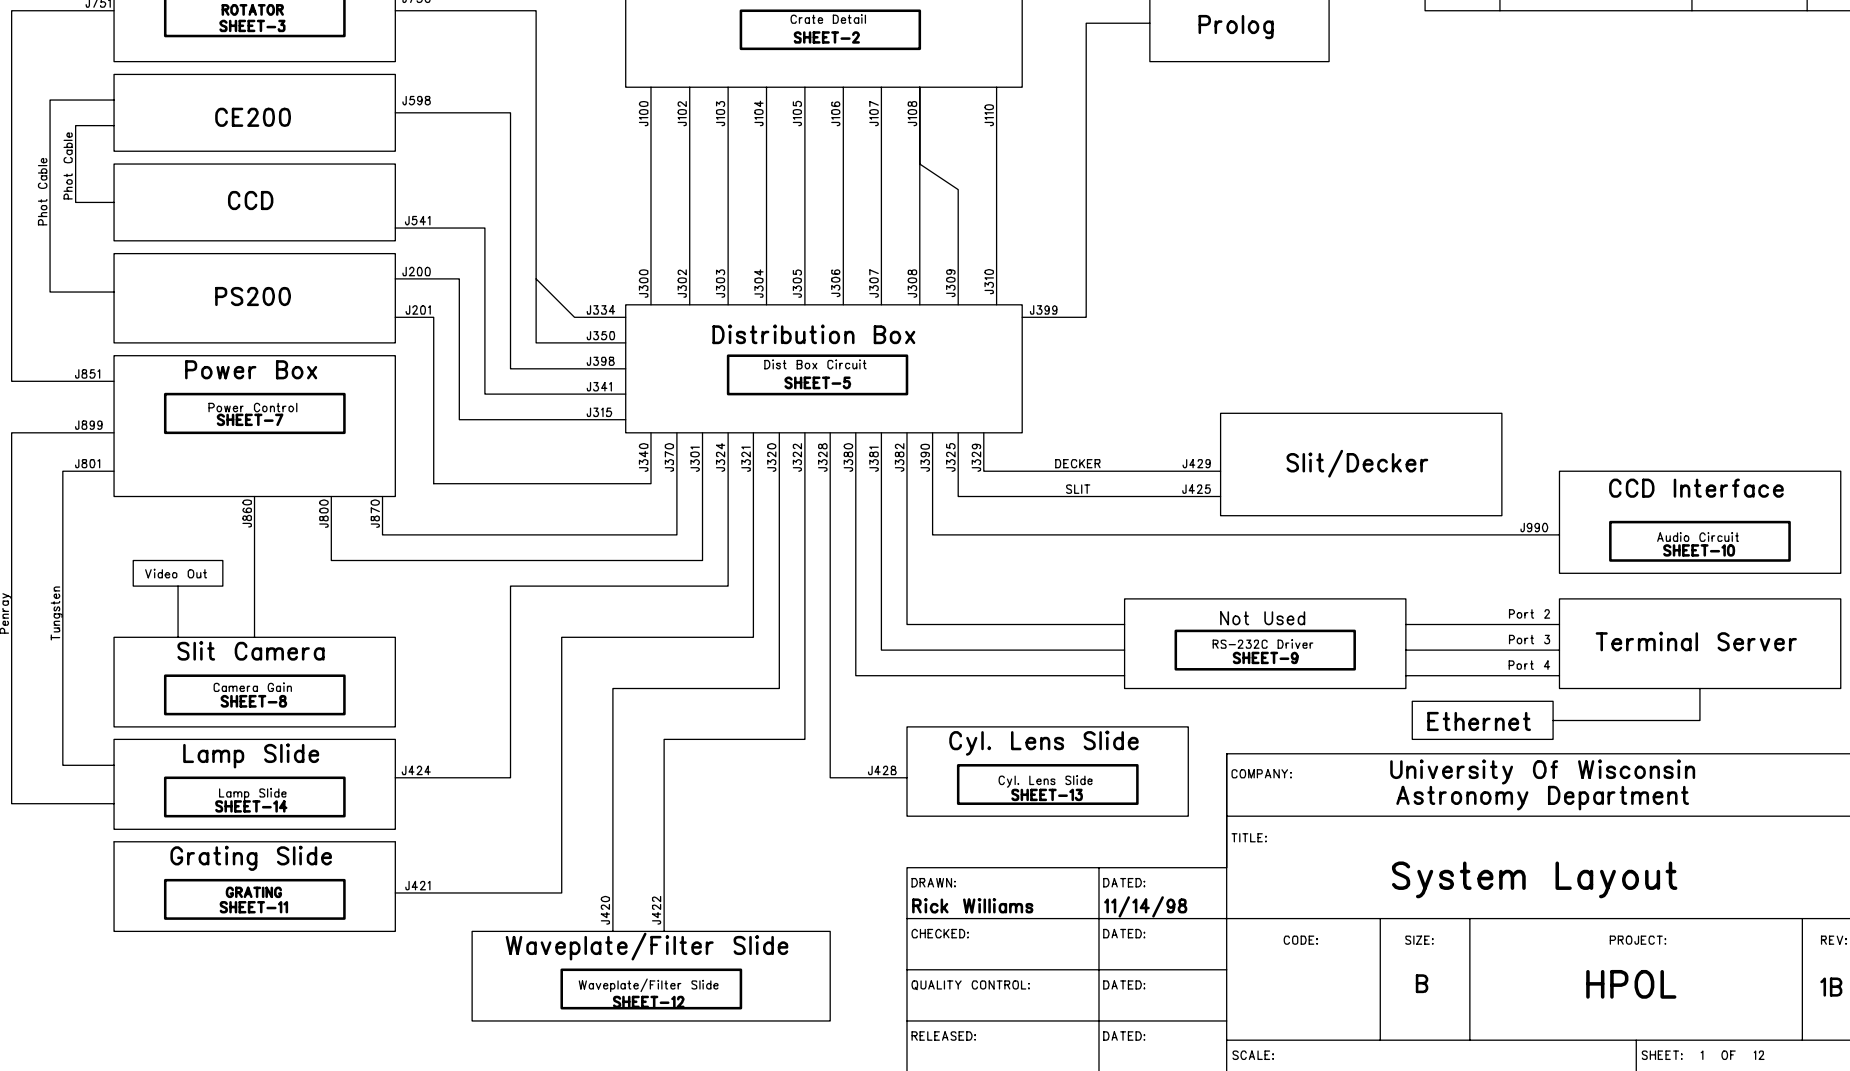 J751
ROTATOR
SHEET-3
Crate Detail
SHEET-2
Prolog
CE200
J598
Phot Cable
Phot Cable
CCD
J541
PS200
J200
J201
J100
J102
J103
J104
J105
J106
J107
J108
J110
J300
J302
J303
J304
J305
J306
J307
J308
J309
J310
J334
J350
J398
J341
J315
J399
Distribution Box
Dist Box Circuit
SHEET-5
J851
Power Box
Power Control
SHEET-7
J899
J801
J340
J370
J301
J324
J321
J320
J322
J328
J380
J381
J382
J390
J325
J329
DECKER
J429
SLIT
J425
Slit/Decker
J860
J800
J870
CCD Interface
J990
Audio Circuit
SHEET-10
Video Out
Penray
Tungsten
Slit Camera
Camera Gain
SHEET-8
Not Used
RS-232C Driver
SHEET-9
Port 2
Port 3
Port 4
Terminal Server
Ethernet
Lamp Slide
Lamp Slide
SHEET-14
J424
Cyl. Lens Slide
J428
Cyl. Lens Slide
SHEET-13
Grating Slide
GRATING
SHEET-11
J421
J420
J422
Waveplate/Filter Slide
Waveplate/Filter Slide
SHEET-12
COMPANY:
University Of Wisconsin
Astronomy Department
TITLE:
System Layout
DRAWN:
Rick Williams
DATED:
11/14/98
CHECKED:
DATED:
QUALITY CONTROL:
DATED:
RELEASED:
DATED:
CODE:
SIZE:
B
PROJECT:
HPOL
REV:
1B
SCALE:
SHEET: 1 OF 12